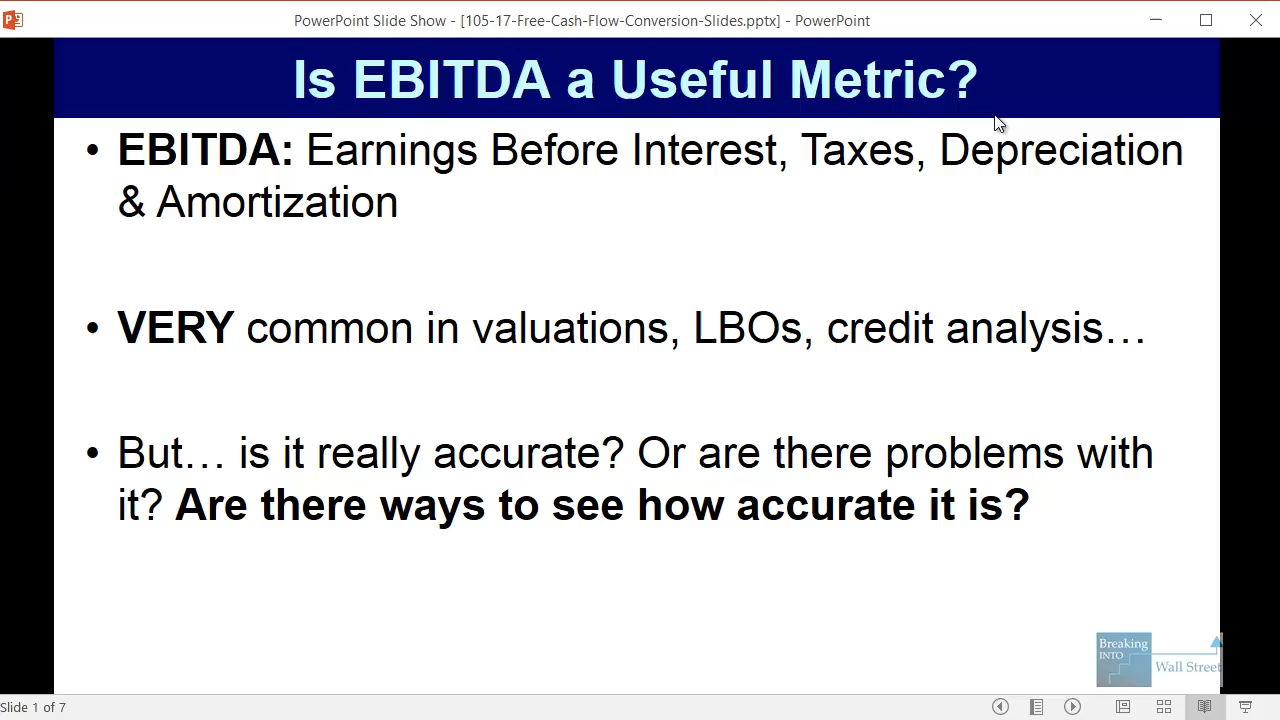 PowerPoint Slide Show - [105-17-Free-Cash-Flow-Conversion-Slides.pptx] - PowerPoint
Is EBITDA a Useful Metric?
• EBITDA: Earnings Before Interest, Taxes, Depreciation
& Amortization
• VERY common in valuations, LBOs, credit analysis…
• But… is it really accurate? Or are there problems with
it? Are there ways to see how accurate it is?
Breaking
INTO
Wall Street
Slide 1 of 7